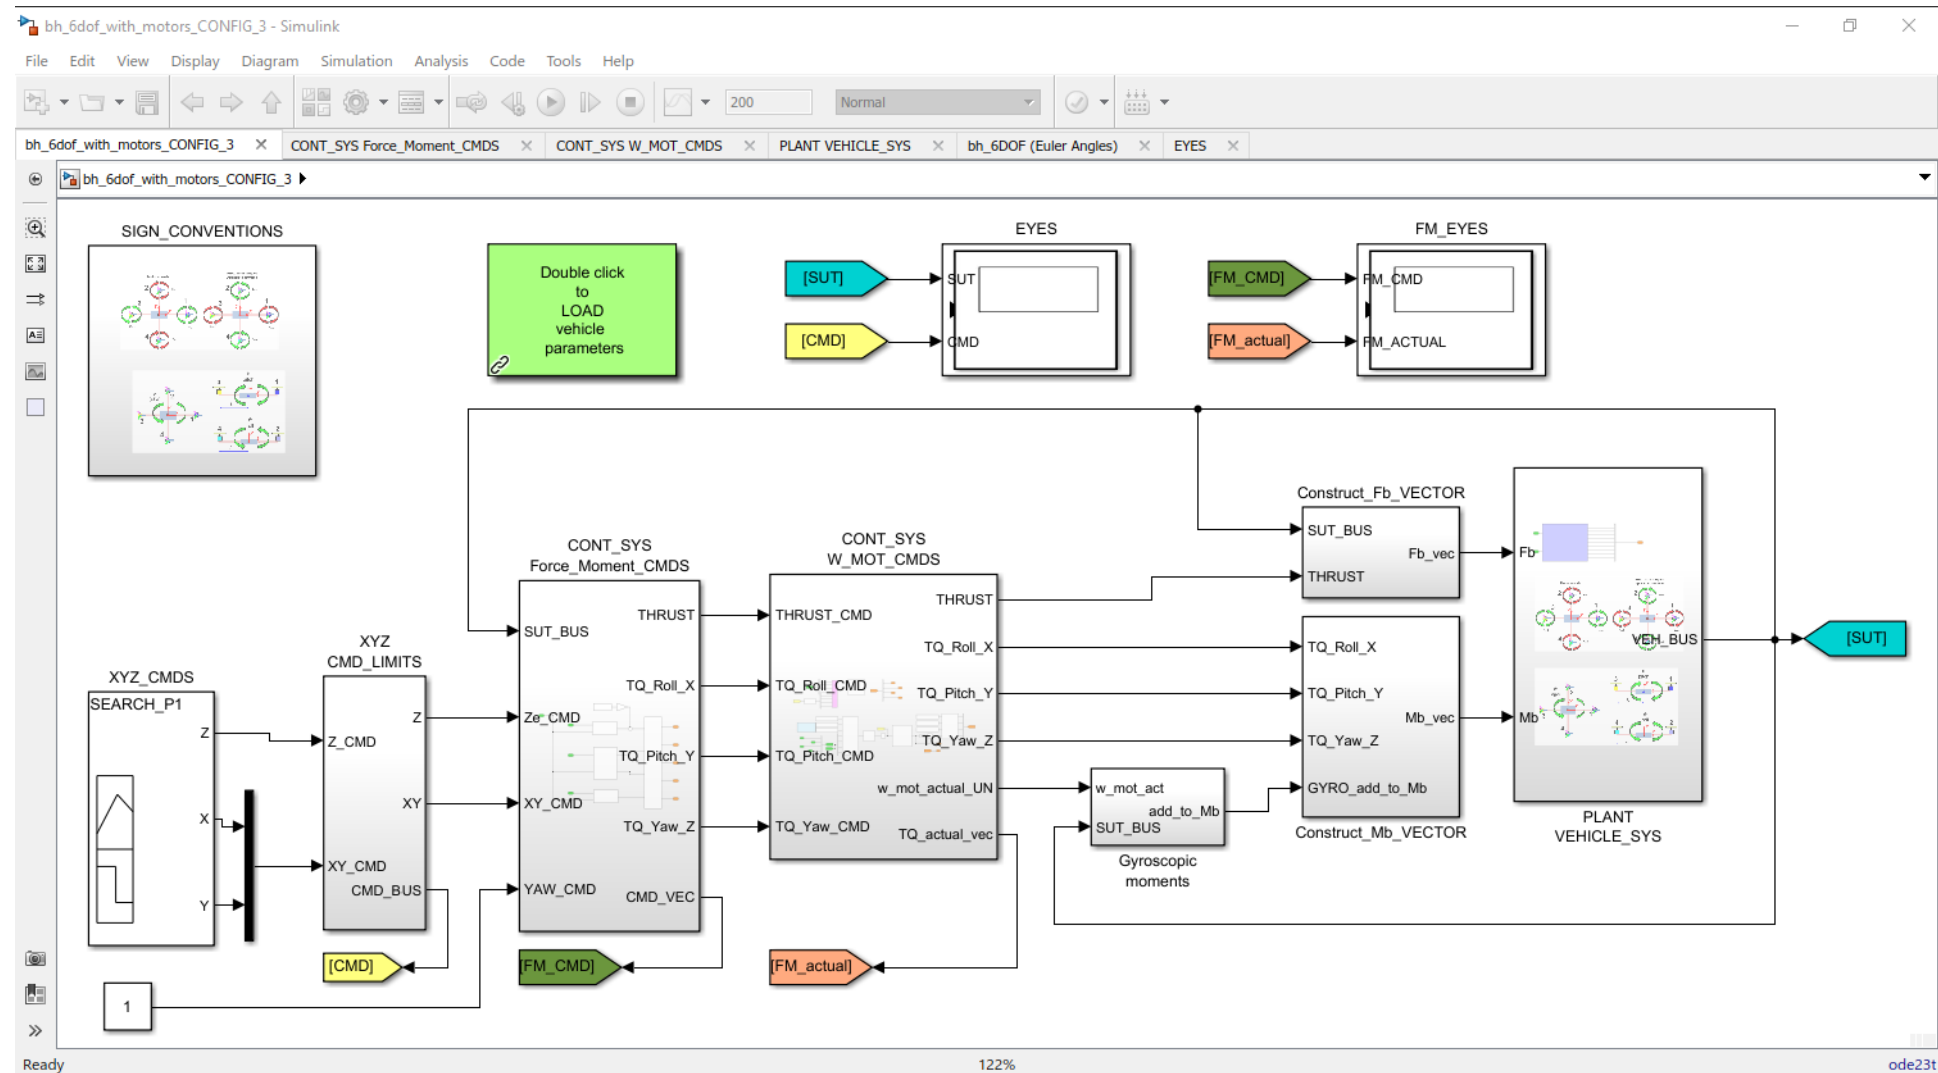 bh_6dof_with_motors_CONFIG_3 - Simulink
File Edit View Display Diagram Simulation Analysis Code Tools Help
200 Normal
bh_6dof_with_motors_CONFIG_3 CONT_SYS Force_Moment_CMDS CONT_SYS W_MOT_CMDS PLANT VEHICLE_SYS bh_6DOF (Euler Angles) EYES
bh_6dof_with_motors_CONFIG_3
SIGN_CONVENTIONS
Double click
to
LOAD
vehicle
parameters
EYES
[SUT]
SUT
[CMD]
CMD
FM_EYES
[FM_CMD]
FM_CMD
[FM_actual]
FM_ACTUAL
XYZ_CMDS
SEARCH_P1
Z
X
Y
XYZ
CMD_LIMITS
Z_CMD
Z
XY
XY_CMD
CMD_BUS
[CMD]
1
CONT_SYS
Force_Moment_CMDS
THRUST
SUT_BUS
TQ_Roll_X
Ze_CMD
TQ_Pitch_Y
XY_CMD
TQ_Yaw_Z
YAW_CMD
CMD_VEC
[FM_CMD]
CONT_SYS
W_MOT_CMDS
THRUST
THRUST_CMD
TQ_Roll_X
TQ_Roll_CMD
TQ_Pitch_Y
TQ_Yaw_Z
TQ_Pitch_CMD
w_mot_actual_UN
TQ_Yaw_CMD
TQ_actual_vec
[FM_actual]
w_mot_act
add_to_Mb
SUT_BUS
Gyroscopic
moments
Construct_Fb_VECTOR
SUT_BUS
Fb_vec
THRUST
TQ_Roll_X
TQ_Pitch_Y
Mb_vec
TQ_Yaw_Z
GYRO_add_to_Mb
Construct_Mb_VECTOR
Fb
VEH_BUS
Mb
PLANT
VEHICLE_SYS
[SUT]
Ready 122% ode23t